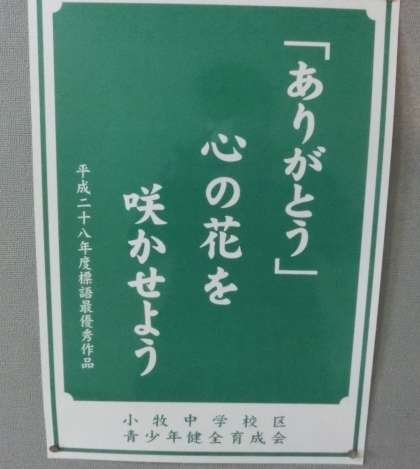 「ありがとう」
心の花を
咲かせよう
平成二十八年度標語最優秀作品
小牧中学校区
青少年健全育成会